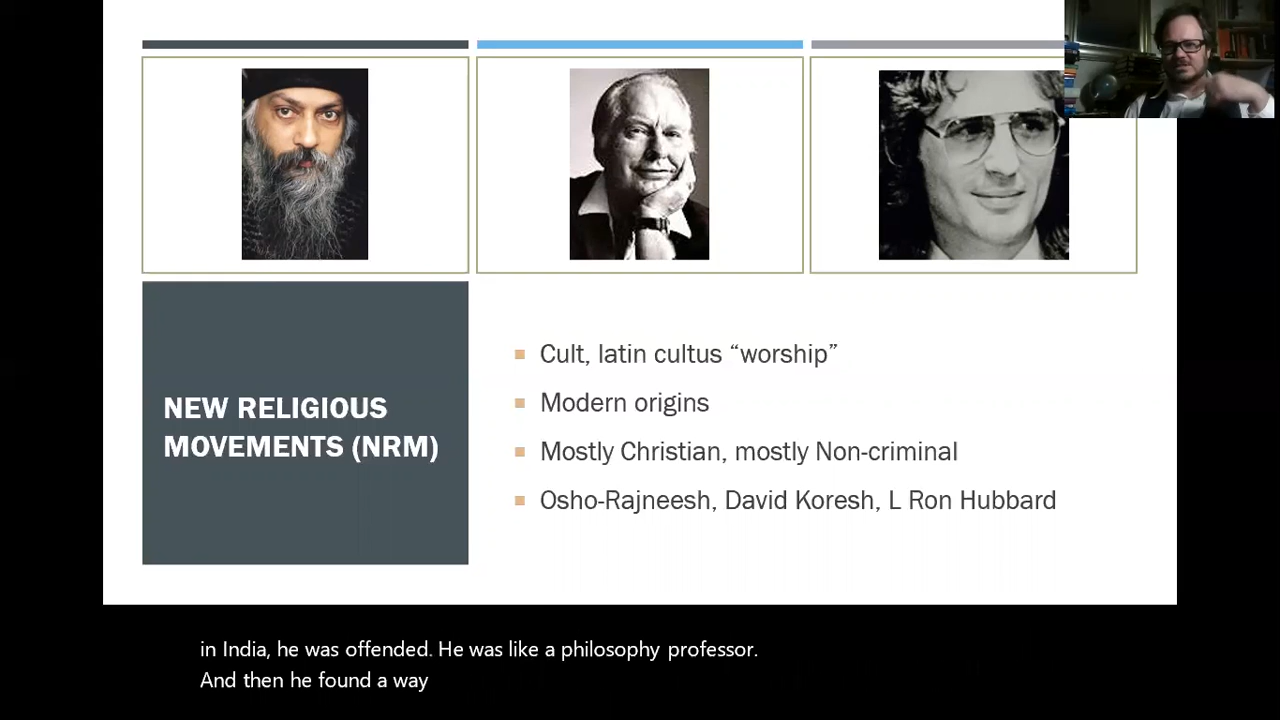 NEW RELIGIOUS
MOVEMENTS (NRM)
Cult, latin cultus “worship”
Modern origins
Mostly Christian, mostly Non-criminal
Osho-Rajneesh, David Koresh, L Ron Hubbard
in India, he was offended. He was like a philosophy professor.
And then he found a way